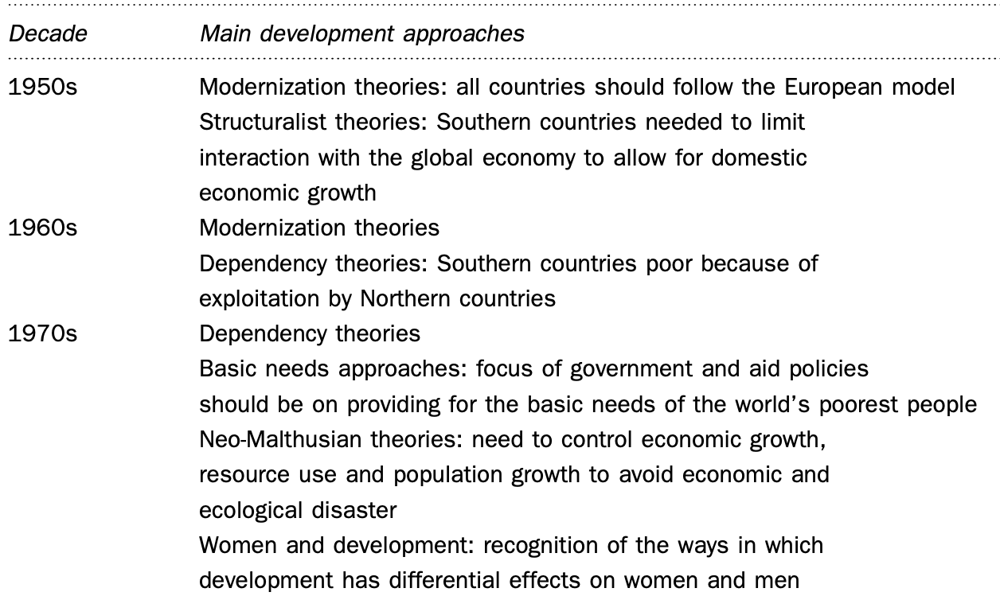 Decade Main development approaches
1950s Modernization theories: all countries should follow the European model
Structuralist theories: Southern countries needed to limit
interaction with the global economy to allow for domestic
economic growth
1960s Modernization theories
Dependency theories: Southern countries poor because of
exploitation by Northern countries
1970s Dependency theories
Basic needs approaches: focus of government and aid policies
should be on providing for the basic needs of the world’s poorest people
Neo-Malthusian theories: need to control economic growth,
resource use and population growth to avoid economic and
ecological disaster
Women and development: recognition of the ways in which
development has differential effects on women and men